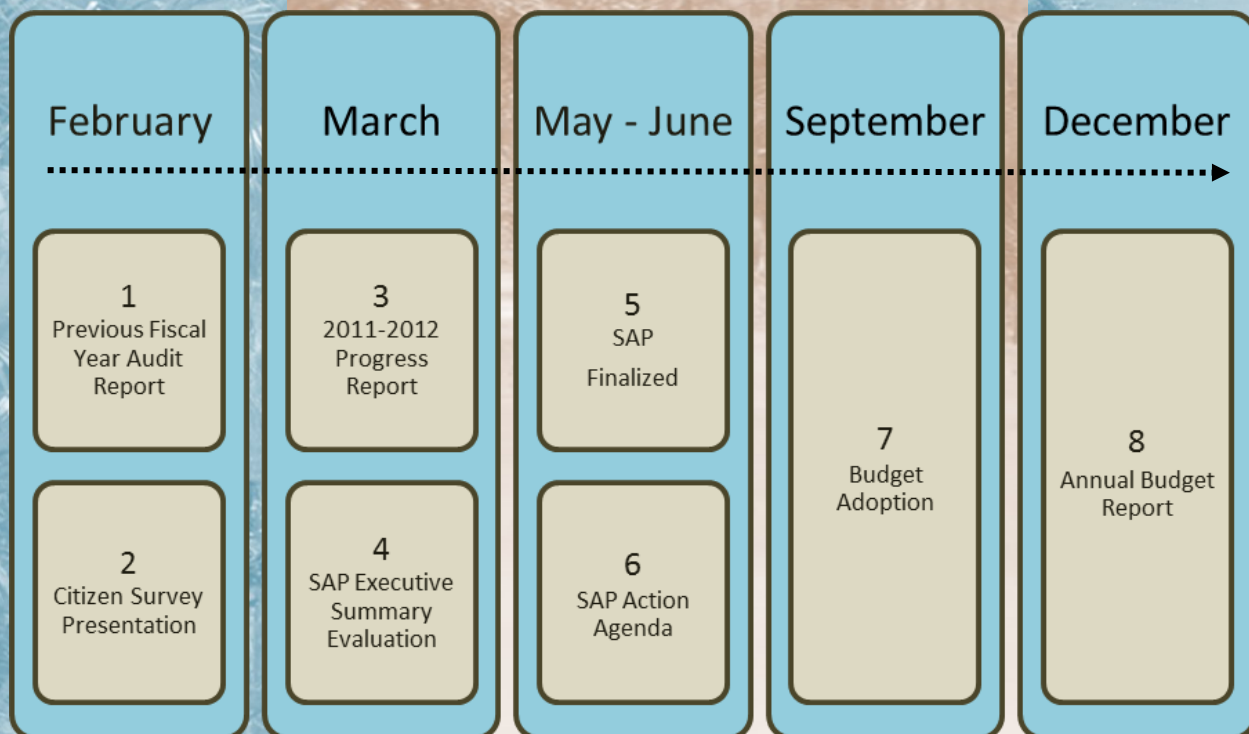 February
March
May - June
September
December
1
Previous Fiscal
Year Audit
Report
2
Citizen Survey
Presentation
3
2011-2012
Progress
Report
4
SAP Executive
Summary
Evaluation
5
SAP
Finalized
6
SAP Action
Agenda
7
Budget
Adoption
8
Annual Budget
Report